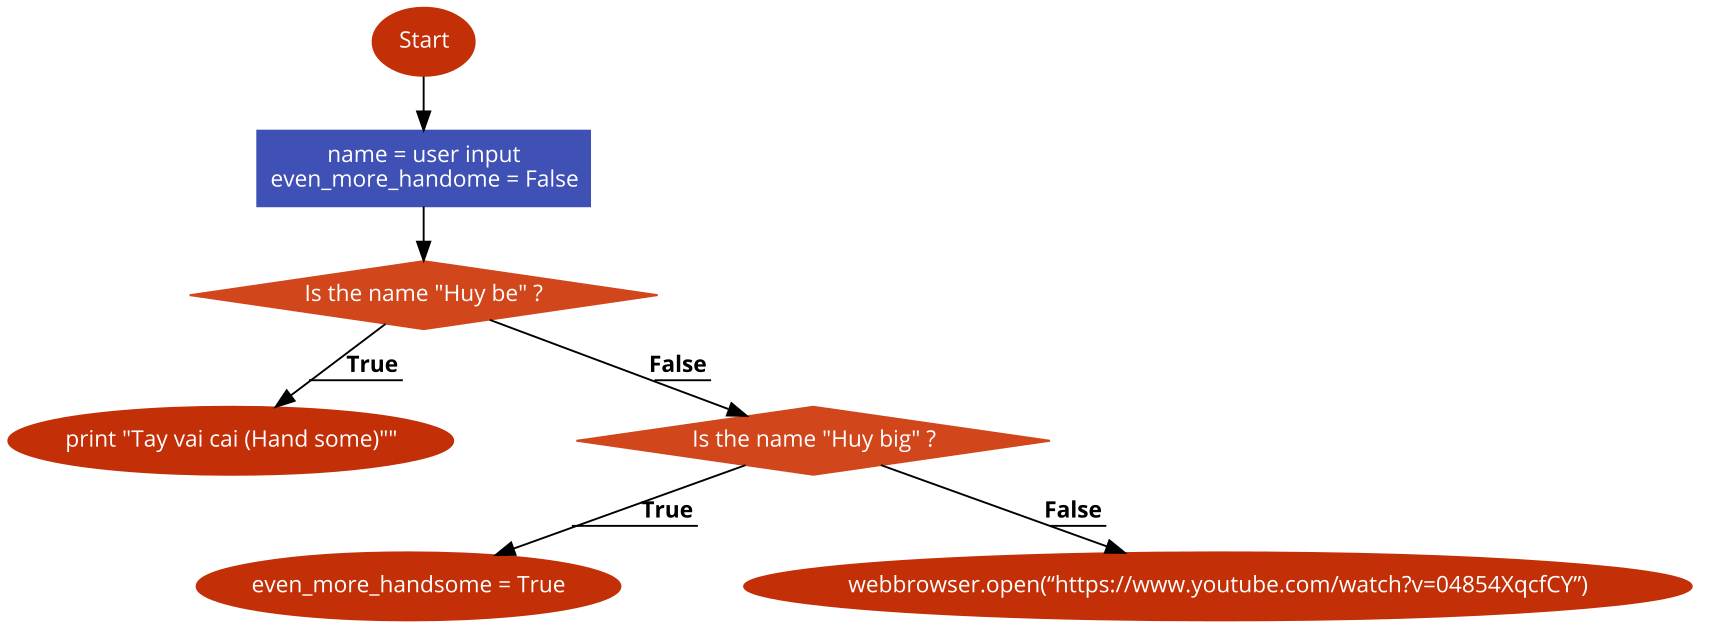 Start
name = user input
even_more_handome = False
Is the name "Huy be" ?
True
False
print "Tay vai cai (Hand some)""
Is the name "Huy big" ?
True
False
even_more_handsome = True
webbrowser.open(“https://www.youtube.com/watch?v=04854XqcfCY”)